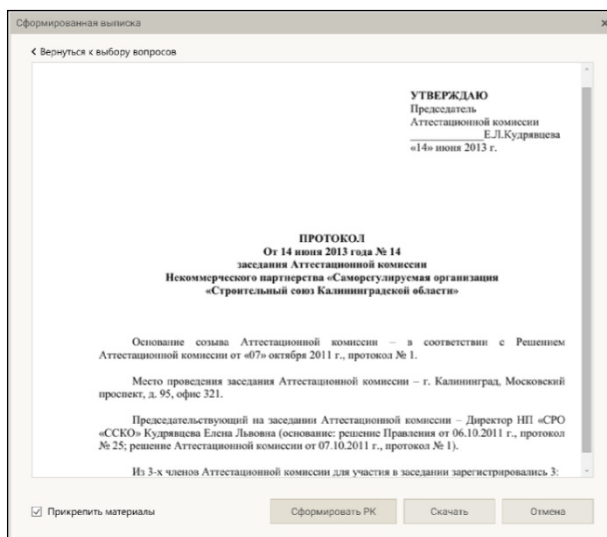 Сформированная выписка
Вернуться к выбору вопросов
УТВЕРЖДАЮ
Председатель
Аттестационной комиссии
____________Е.Л.Кудрявцева
«14» июня 2013 г.
ПРОТОКОЛ
От 14 июня 2013 года № 14
заседания Аттестационной комиссии
Некоммерческого партнерства «Саморегулируемая организация
«Строительный союз Калининградской области»
Основание созыва Аттестационной комиссии – в соответствии с Решением
Аттестационной комиссии от «07» октября 2011 г., протокол № 1.
Место проведения заседания Аттестационной комиссии – г. Калининград, Московский
проспект, д. 95, офис 321.
Председательствующий на заседании Аттестационной комиссии – Директор НП «СРО
«ССКО» Кудрявцева Елена Львовна (основание: решение Правления от 06.10.2011 г., протокол
№ 25; решение Аттестационной комиссии от 07.10.2011 г., протокол № 1).
Из 3-х членов Аттестационной комиссии для участия в заседании зарегистрировались 3:
Прикрепить материалы
Сформировать РК
Скачать
Отмена